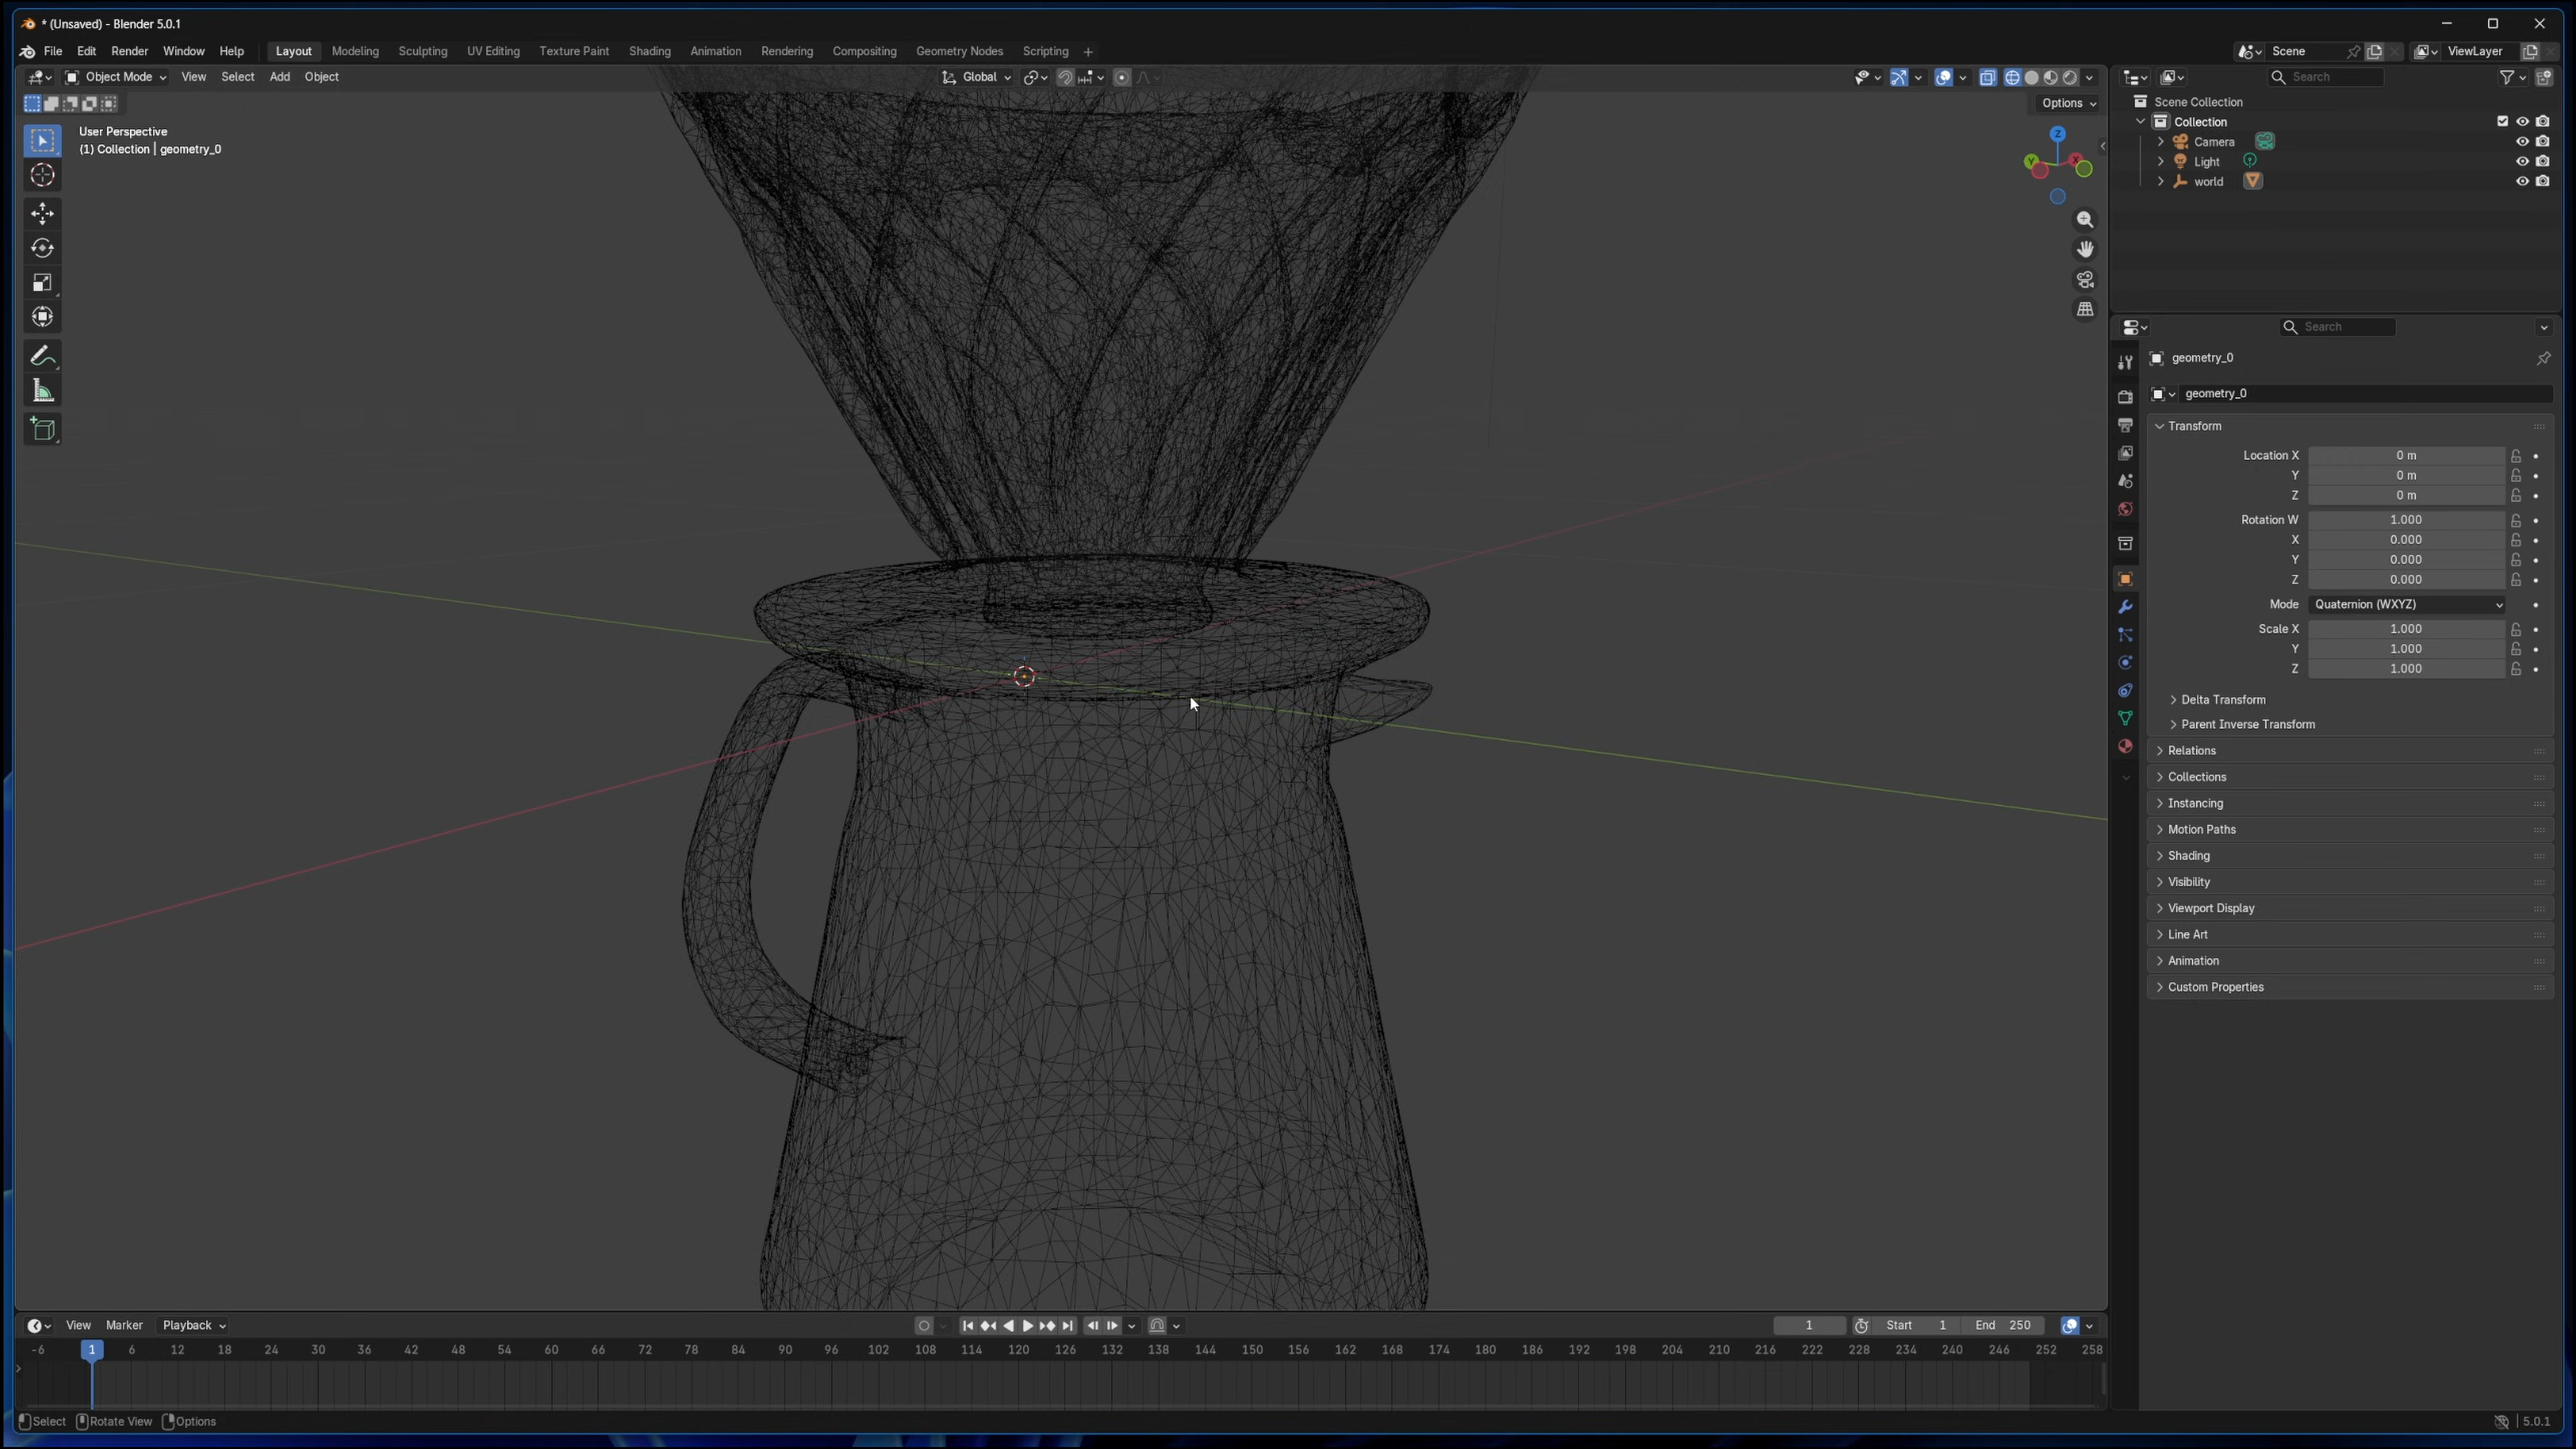 * (Unsaved) - Blender 5.0.1
File Edit Render Window Help Layout Modeling Sculpting UV Editing Texture Paint Shading Animation Rendering Compositing Geometry Nodes Scripting + Scene ViewLayer
Object Mode View Select Add Object Global Search
Options
User Perspective
(1) Collection | geometry_0
Z
Y
X
Scene Collection
Collection
Camera
Light
world
Search
geometry_0
geometry_0
Transform
Location X 0 m
Y 0 m
Z 0 m
Rotation W 1.000
X 0.000
Y 0.000
Z 0.000
Mode Quaternion (WXYZ)
Scale X 1.000
Y 1.000
Z 1.000
Delta Transform
Parent Inverse Transform
Relations
Collections
Instancing
Motion Paths
Shading
Visibility
Viewport Display
Line Art
Animation
Custom Properties
View Marker Playback 1 Start 1 End 250
-6 1 6 12 18 24 30 36 42 48 54 60 66 72 78 84 90 96 102 108 114 120 126 132 138 144 150 156 162 168 174 180 186 192 198 204 210 216 222 228 234 240 246 252 258
Select Rotate View Options 5.0.1